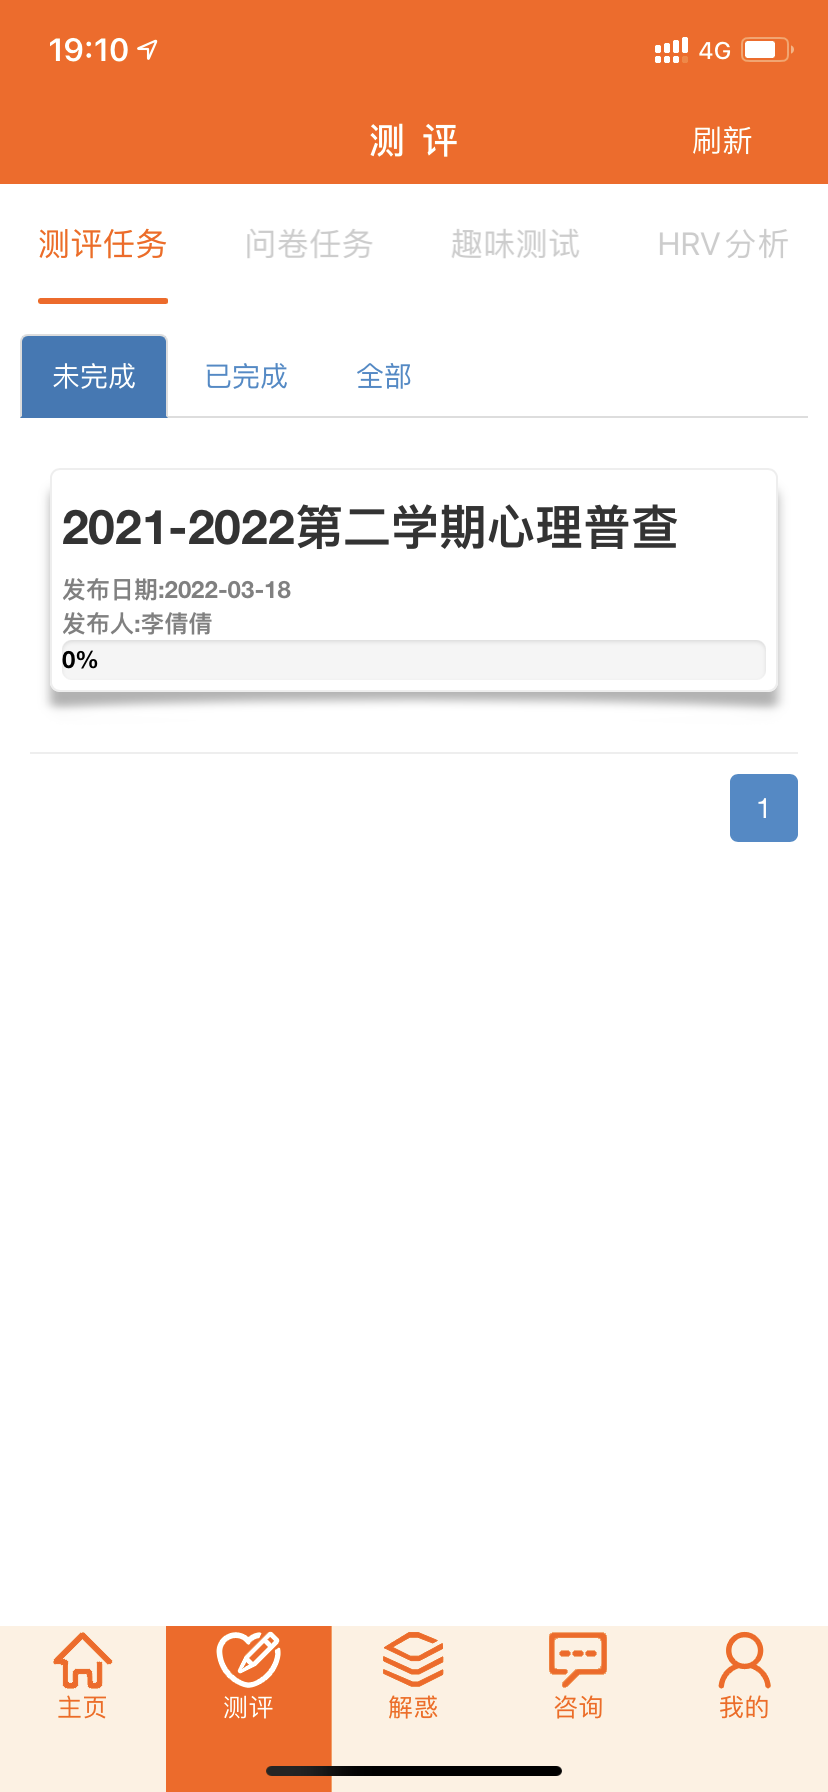 19:10 4G
测 评 刷新
测评任务 问卷任务 趣味测试 HRV分析
未完成 已完成 全部
2021-2022第二学期心理普查
发布日期:2022-03-18
发布人:李倩倩
0%
1
主页 测评 解惑 咨询 我的